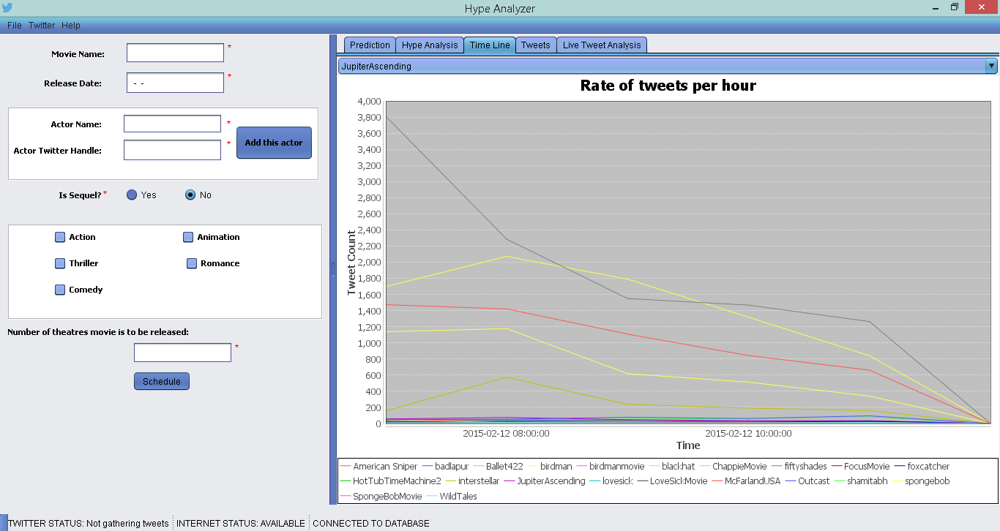 Hype Analyzer
File Twitter Help
Movie Name: *
Release Date: - - *
Actor Name: *
Actor Twitter Handle: *
Add this actor
Is Sequel? * Yes No
Action Animation
Thriller Romance
Comedy
Number of theatres movie is to be released:
*
Schedule
Prediction Hype Analysis Time Line Tweets Live Tweet Analysis
JupiterAscending
Rate of tweets per hour
4,000
3,800
3,600
3,400
3,200
3,000
2,800
2,600
2,400
2,200
2,000
1,800
1,600
1,400
1,200
1,000
800
600
400
200
0
Tweet Count
2015-02-12 08:00:00 2015-02-12 10:00:00
Time
American Sniper badlapur Ballet422 birdman birdmanmovie blackhat ChappieMovie fiftyshades FocusMovie foxcatcher
HotTubTimeMachine2 interstellar JupiterAscending lovesick LoveSickMovie McFarlandUSA Outcast shamitabh spongebob
SpongeBobMovie WildTales
TWITTER STATUS: Not gathering tweets INTERNET STATUS: AVAILABLE CONNECTED TO DATABASE